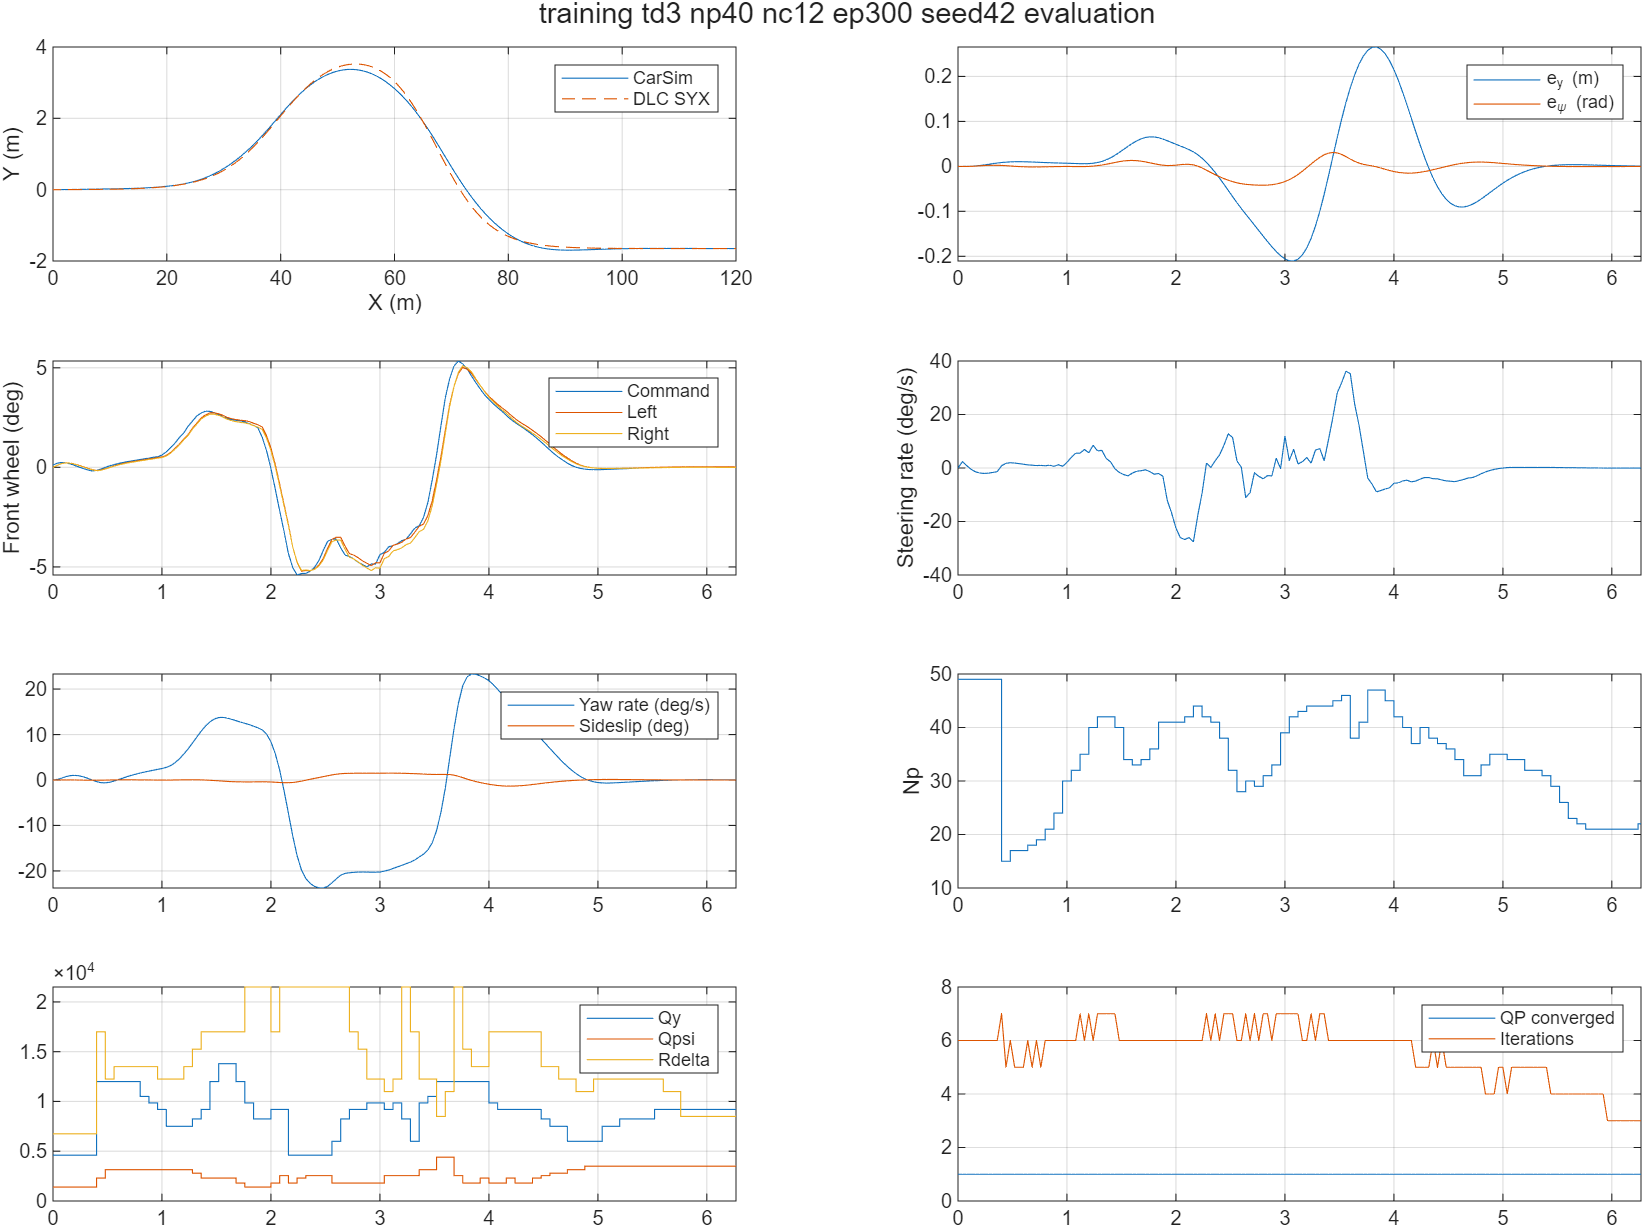 training td3 np40 nc12 ep300 seed42 evaluation
4
2
0
-2
Y (m)
0 20 40 60 80 100 120
X (m)
CarSim
DLC SYX
0.2
0.1
0
-0.1
-0.2
0 1 2 3 4 5 6
e_y (m)
e_ψ (rad)
5
0
-5
Front wheel (deg)
0 1 2 3 4 5 6
Command
Left
Right
40
20
0
-20
-40
Steering rate (deg/s)
0 1 2 3 4 5 6
20
10
0
-10
-20
0 1 2 3 4 5 6
Yaw rate (deg/s)
Sideslip (deg)
50
40
30
20
10
Np
0 1 2 3 4 5 6
×10⁴
2
1.5
1
0.5
0
0 1 2 3 4 5 6
Qy
Qpsi
Rdelta
8
6
4
2
0
0 1 2 3 4 5 6
QP converged
Iterations